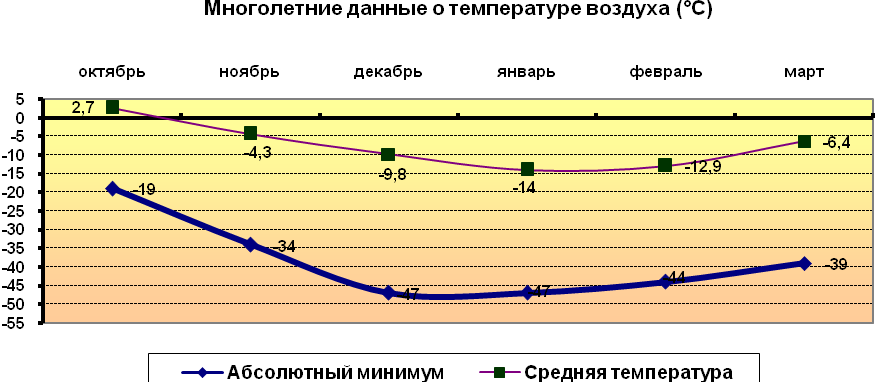 Многолетние данные о температуре воздуха (°С)
октябрь ноябрь декабрь январь февраль март
5
0
-5
-10
-15
-20
-25
-30
-35
-40
-45
-50
-55
2,7 -4,3 -9,8 -14 -12,9 -6,4
-19 -34 -47 -47 -44 -39
Абсолютный минимум Средняя температура